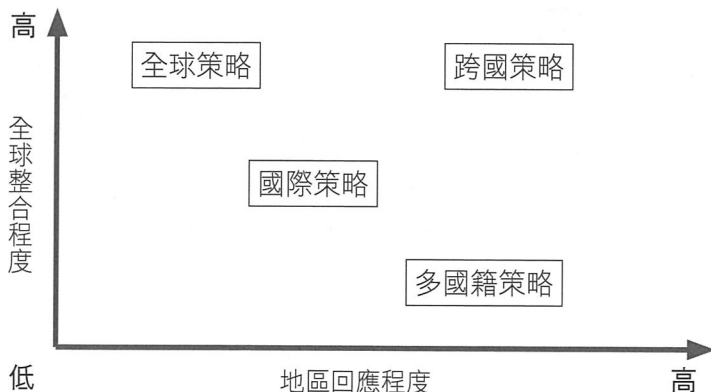 高
全球策略
跨國策略
全球整合程度
國際策略
多國籍策略
低
地區回應程度
高